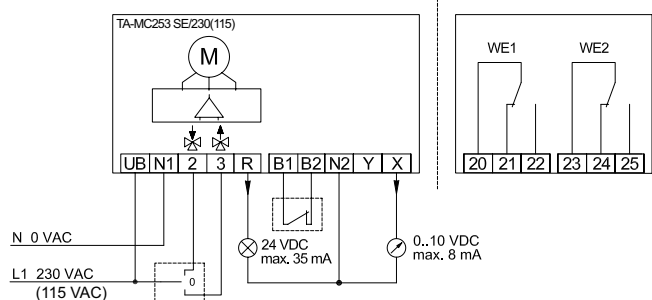 TA-MC253 SE/230(115)
M
UB N1 2 3 R B1 B2 N2 Y X
N 0 VAC
L1 230 VAC
(115 VAC)
0
24 VDC
max. 35 mA
0..10 VDC
max. 8 mA
WE1 WE2
20 21 22 23 24 25